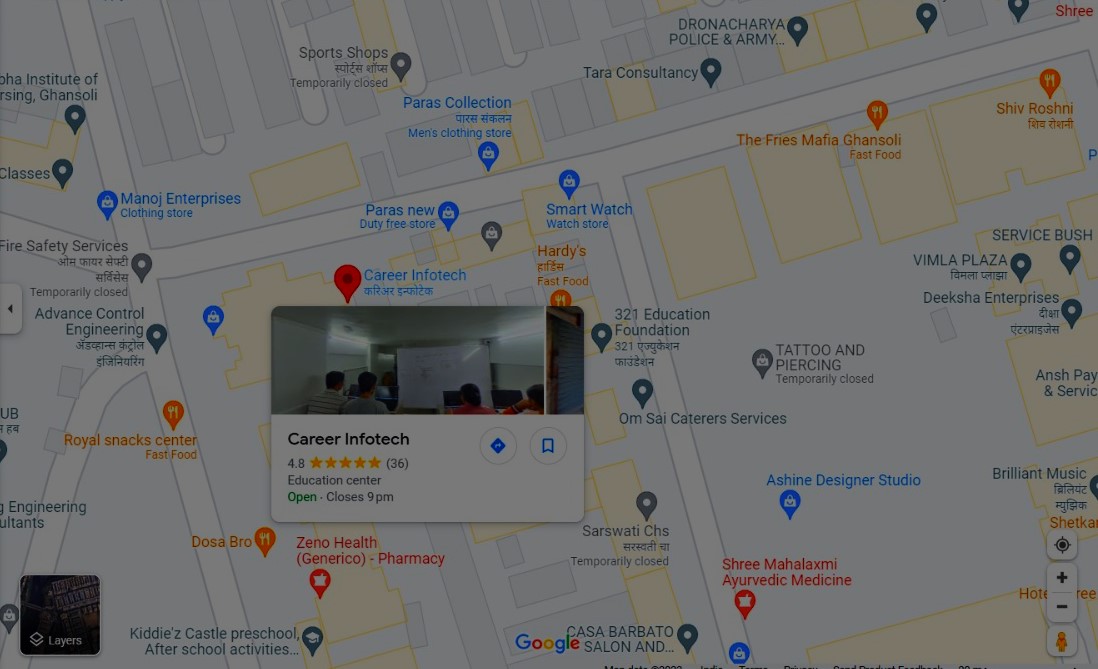 Shree
DRONACHARYA
POLICE & ARMY...
Sports Shops
स्पोर्ट्स शॉप्स
Temporarily closed
Tara Consultancy
Institute of
Ghansoli
Paras Collection
पारस संकलन
Men's clothing store
Shiv Roshni
शिव रोशनी
The Fries Mafia Ghansoli
Fast Food
Classes
Manoj Enterprises
Clothing store
Paras new
Duty free store
Smart Watch
Watch store
SERVICE BUSH
Fire Safety Services
ओम फायर सेफ्टी
सर्विसेस
Temporarily closed
Hardy's
हार्डिस
Fast Food
VIMLA PLAZA
विमला प्लाझा
Career Infotech
करिअर इन्फोटेक
Deeksha Enterprises
दीक्षा
एंटरप्राइजेस
Advance Control
Engineering
अ‍ॅडव्हान्स कंट्रोल
इंजिनियरिंग
321 Education
Foundation
321 एज्युकेशन
फाउंडेशन
TATTOO AND
PIERCING
Temporarily closed
Ansh Pay
& Servic
UB
हब
Om Sai Caterers Services
Royal snacks center
Fast Food
Career Infotech
4.8 (36)
Education center
Open · Closes 9 pm
Ashine Designer Studio
Brilliant Music
ब्रिलियंट
म्युझिक
Engineering
ultants
Shetkar
Sarswati Chs
सरस्वती चा
Temporarily closed
Dosa Bro
Zeno Health
(Generico) - Pharmacy
Shree Mahalaxmi
Ayurvedic Medicine
Hote
ree
Layers
Kiddie'z Castle preschool,
After school activities...
Google
CASA BARBATO
SALON AND...